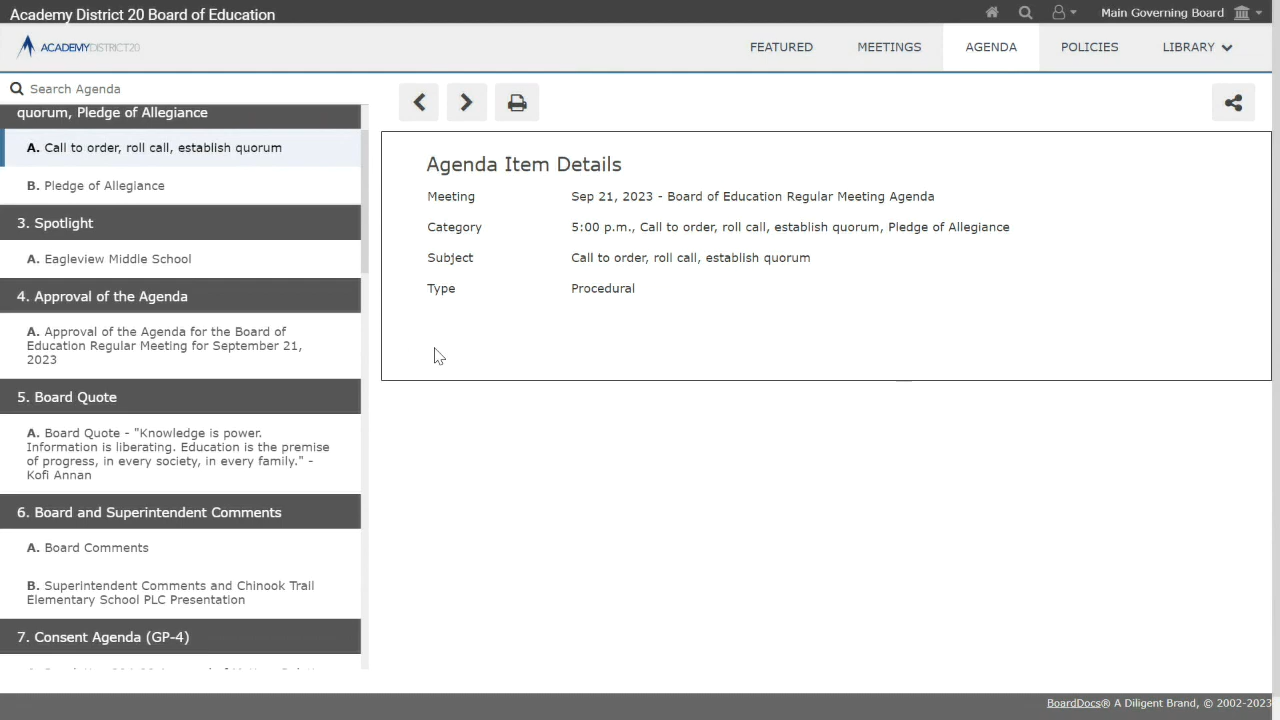 Academy District 20 Board of Education
Main Governing Board
ACADEMYDISTRICT20
FEATURED
MEETINGS
AGENDA
POLICIES
LIBRARY
Search Agenda
quorum, Pledge of Allegiance
A. Call to order, roll call, establish quorum
B. Pledge of Allegiance
3. Spotlight
A. Eagleview Middle School
4. Approval of the Agenda
A. Approval of the Agenda for the Board of
Education Regular Meeting for September 21,
2023
5. Board Quote
A. Board Quote - "Knowledge is power.
Information is liberating. Education is the premise
of progress, in every society, in every family." -
Kofi Annan
6. Board and Superintendent Comments
A. Board Comments
B. Superintendent Comments and Chinook Trail
Elementary School PLC Presentation
7. Consent Agenda (GP-4)
Agenda Item Details
Meeting Sep 21, 2023 - Board of Education Regular Meeting Agenda
Category 5:00 p.m., Call to order, roll call, establish quorum, Pledge of Allegiance
Subject Call to order, roll call, establish quorum
Type Procedural
BoardDocs® A Diligent Brand, © 2002-2023